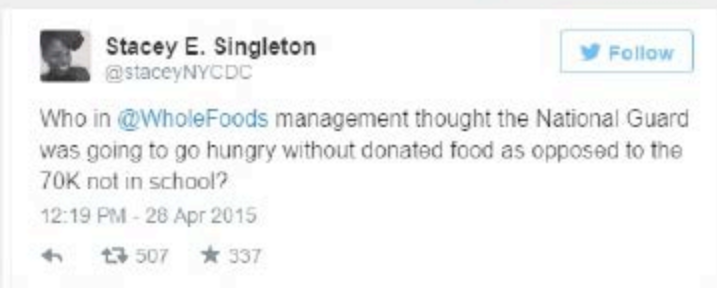 Stacey E. Singleton
Follow
@staceyNYCDC
Who in @WholeFoods management thought the National Guard
was going to go hungry without donated food as opposed to the
70K not in school?
12:19 PM - 28 Apr 2015
507 337